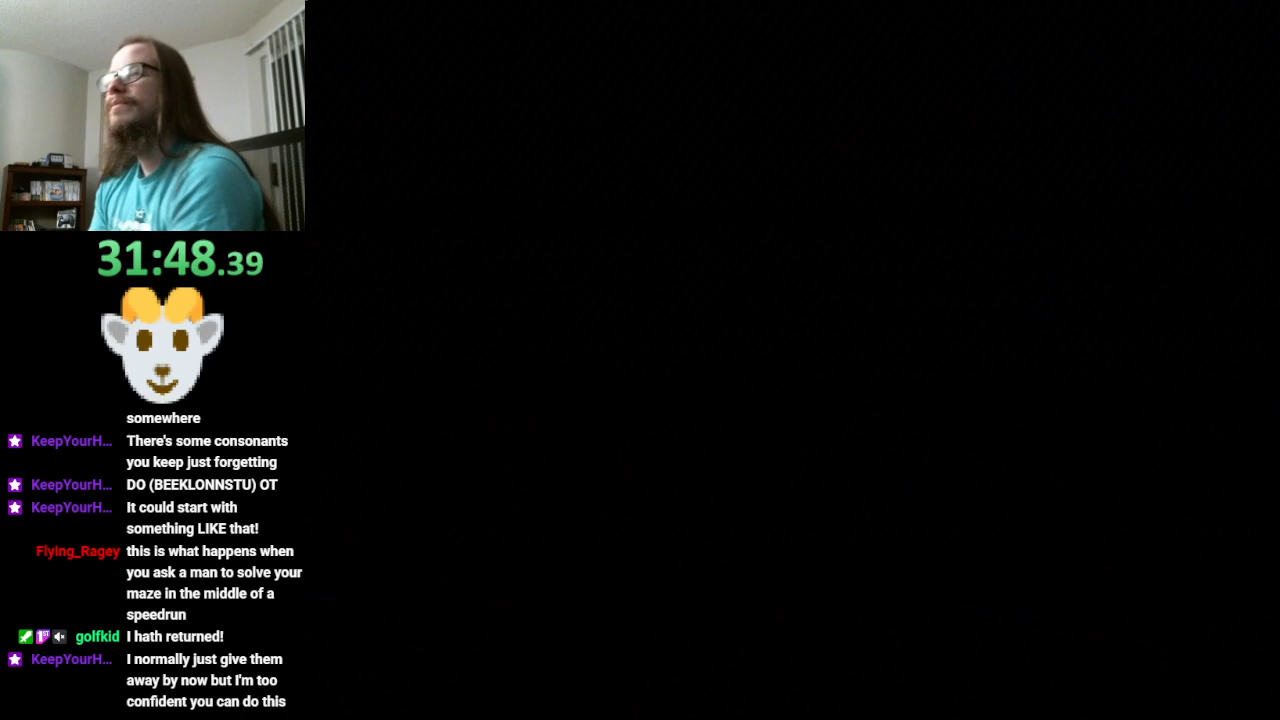 31:48.39
somewhere
KeepYourH... There's some consonants
you keep just forgetting
KeepYourH... DO (BEEKLONNSTU) OT
KeepYourH... It could start with
something LIKE that!
Flying_Ragey this is what happens when
you ask a man to solve your
maze in the middle of a
speedrun
1ST golfkid I hath returned!
KeepYourH... I normally just give them
away by now but I'm too
confident you can do this